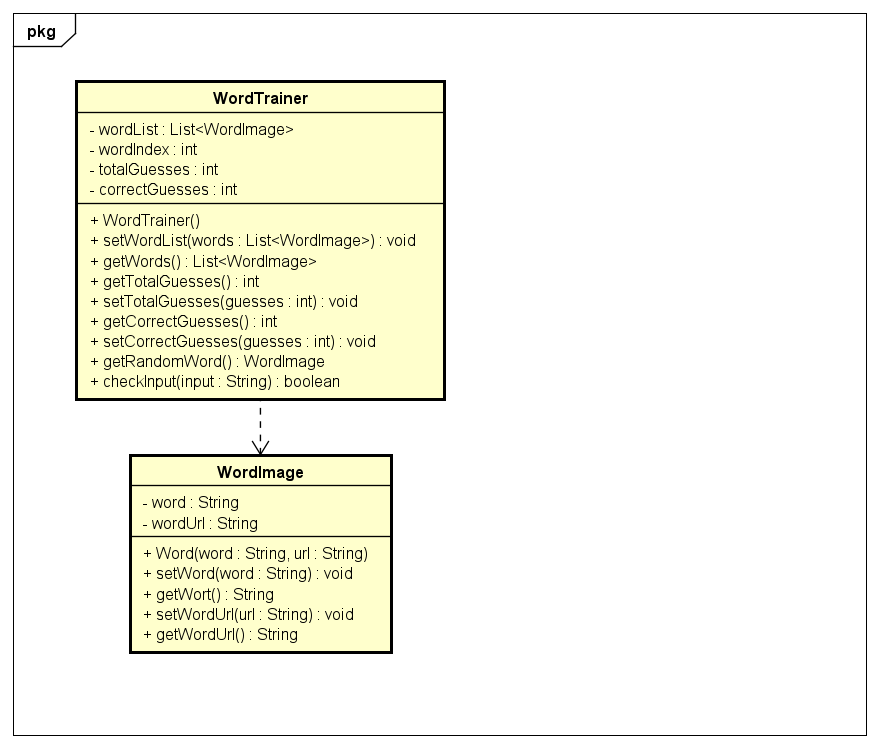 pkg
WordTrainer
- wordList : List<WordImage>
- wordIndex : int
- totalGuesses : int
- correctGuesses : int
+ WordTrainer()
+ setWordList(words : List<WordImage>) : void
+ getWords() : List<WordImage>
+ getTotalGuesses() : int
+ setTotalGuesses(guesses : int) : void
+ getCorrectGuesses() : int
+ setCorrectGuesses(guesses : int) : void
+ getRandomWord() : WordImage
+ checkInput(input : String) : boolean
WordImage
- word : String
- wordUrl : String
+ Word(word : String, url : String)
+ setWord(word : String) : void
+ getWort() : String
+ setWordUrl(url : String) : void
+ getWordUrl() : String